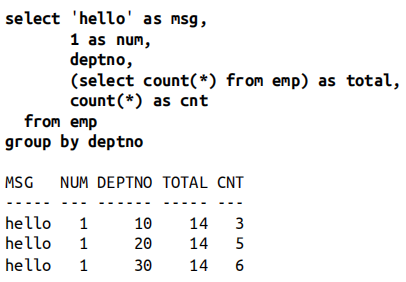 select 'hello' as msg,
       1 as num,
       deptno,
       (select count(*) from emp) as total,
       count(*) as cnt
  from emp
group by deptno

MSG   NUM DEPTNO TOTAL CNT
----- --- ------ ----- ---
hello   1     10    14   3
hello   1     20    14   5
hello   1     30    14   6